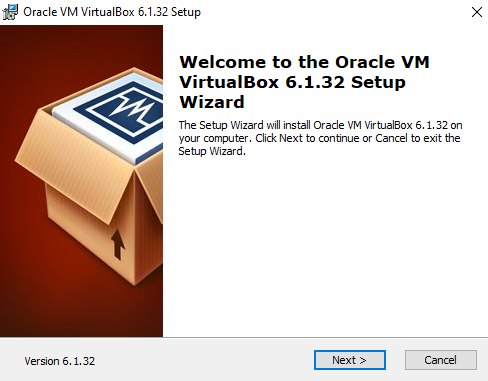 Oracle VM VirtualBox 6.1.32 Setup
Welcome to the Oracle VM
VirtualBox 6.1.32 Setup
Wizard
The Setup Wizard will install Oracle VM VirtualBox 6.1.32 on
your computer. Click Next to continue or Cancel to exit the
Setup Wizard.
Version 6.1.32
Next >
Cancel